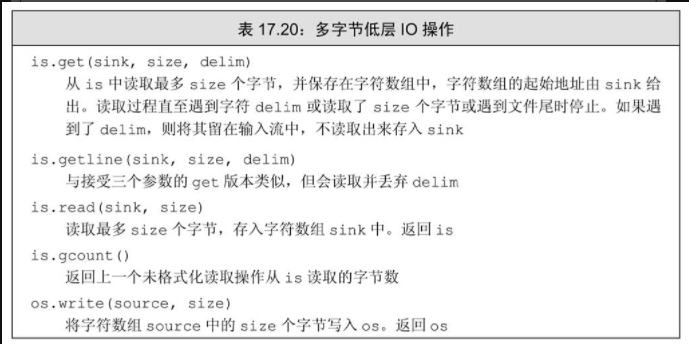 表 17.20：多字节低层 IO 操作
is.get(sink, size, delim)
从 is 中读取最多 size 个字节，并保存在字符数组中，字符数组的起始地址由 sink 给
出。读取过程直至遇到字符 delim 或读取了 size 个字节或遇到文件尾时停止。如果遇
到了 delim，则将其留在输入流中，不读取出来存入 sink
is.getline(sink, size, delim)
与接受三个参数的 get 版本类似，但会读取并丢弃 delim
is.read(sink, size)
读取最多 size 个字节，存入字符数组 sink 中。返回 is
is.gcount()
返回上一个未格式化读取操作从 is 读取的字节数
os.write(source, size)
将字符数组 source 中的 size 个字节写入 os。返回 os